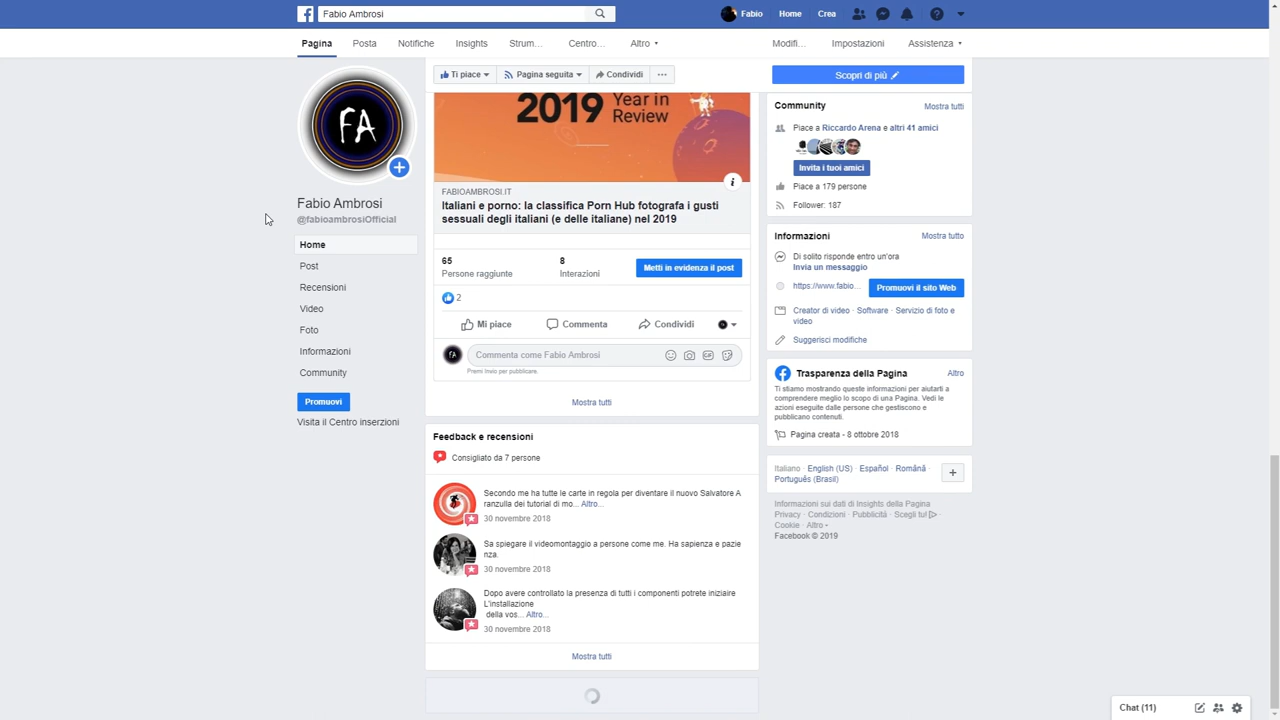 Fabio Ambrosi
Fabio
Home
Crea
Pagina
Posta
Notifiche
Insights
Strum...
Centro...
Altro
Modifi...
Impostazioni
Assistenza
FA
Fabio Ambrosi
@fabioambrosiOfficial
Home
Post
Recensioni
Video
Foto
Informazioni
Community
Promuovi
Visita il Centro inserzioni
Ti piace
Pagina seguita
Condividi
2019 Year in
Review
FABIOAMBROSI.IT
Italiani e porno: la classifica Porn Hub fotografa i gusti
sessuali degli italiani (e delle italiane) nel 2019
65
Persone raggiunte
8
Interazioni
Metti in evidenza il post
2
Mi piace
Commenta
Condividi
FA
Commenta come Fabio Ambrosi
GIF
Premi Invio per pubblicare.
Mostra tutti
Feedback e recensioni
Consigliato da 7 persone
Secondo me ha tutte le carte in regola per diventare il nuovo Salvatore A
ranzulla dei tutorial di mo... Altro...
30 novembre 2018
Sa spiegare il videomontaggio a persone come me. Ha sapienza e pazie
nza.
30 novembre 2018
Dopo avere controllato la presenza di tutti i componenti potrete iniziaire
L'installazione
della vos... Altro...
30 novembre 2018
Mostra tutti
Scopri di più
Community
Mostra tutti
Piace a Riccardo Arena e altri 41 amici
Invita i tuoi amici
Piace a 179 persone
Follower: 187
Informazioni
Mostra tutto
Di solito risponde entro un'ora
Invia un messaggio
https://www.fabio...
Promuovi il sito Web
Creator di video · Software · Servizio di foto e
video
Suggerisci modifiche
Trasparenza della Pagina
Altro
Ti stiamo mostrando queste informazioni per aiutarti a
comprendere meglio lo scopo di una Pagina. Vedi le
azioni eseguite dalle persone che gestiscono e
pubblicano contenuti.
Pagina creata - 8 ottobre 2018
Italiano · English (US) · Español · Română ·
Português (Brasil)
Informazioni sui dati di Insights della Pagina
Privacy · Condizioni · Pubblicità · Scegli tu! ·
Cookie · Altro
Facebook © 2019
Chat (11)